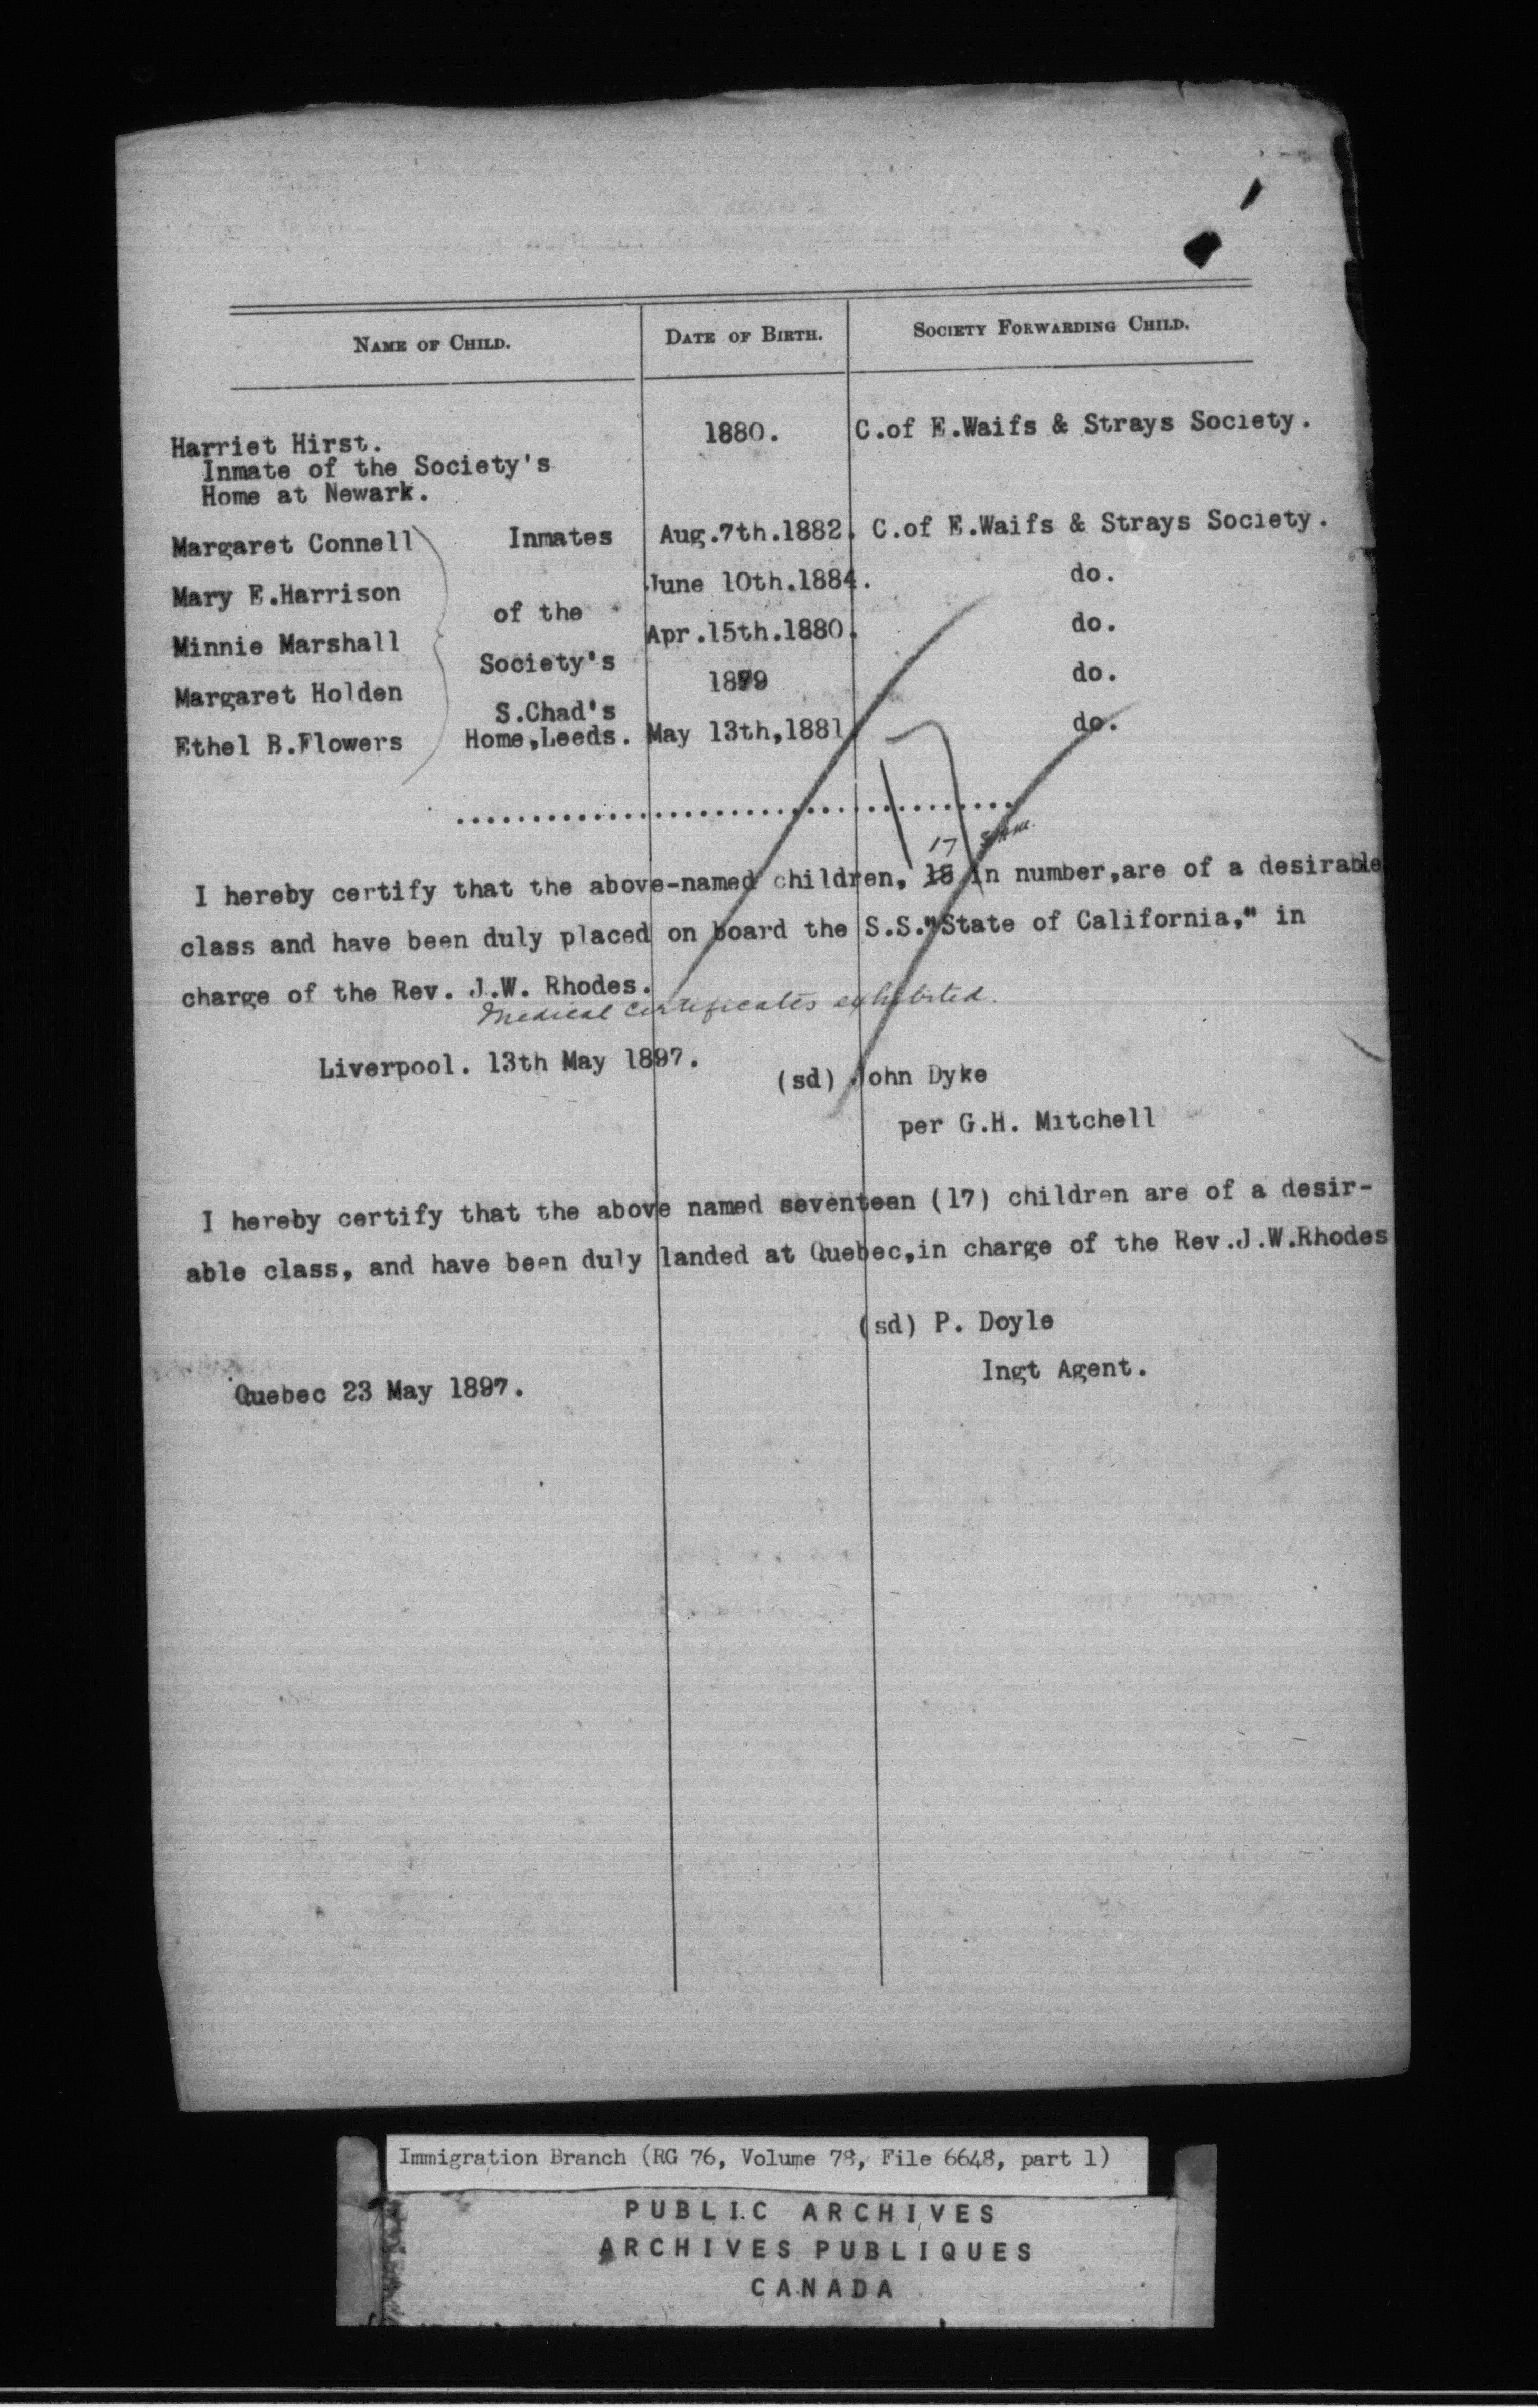 NAME OF CHILD. DATE OF BIRTH. SOCIETY FORWARDING CHILD.
Harriet Hirst. 1880. C.of E.Waifs & Strays Society.
Inmate of the Society's
Home at Newark.
Margaret Connell Inmates Aug.7th.1882. C.of E.Waifs & Strays Society.
Mary E.Harrison of the June 10th.1884. do.
Minnie Marshall Society's Apr.15th.1880. do.
Margaret Holden S.Chad's 1879 do.
Ethel B.Flowers Home,Leeds. May 13th,1881 do.
17
I hereby certify that the above-named children, 18 in number,are of a desirable
class and have been duly placed on board the S.S."State of California," in
charge of the Rev. J.W. Rhodes.
Medical Certificates exhibited.
Liverpool. 13th May 1897.
(sd) John Dyke
per G.H. Mitchell
I hereby certify that the above named seventeen (17) children are of a desir-
able class, and have been duly landed at Quebec,in charge of the Rev.J.W.Rhodes
(sd) P. Doyle
Ingt Agent.
Quebec 23 May 1897.
Immigration Branch (RG 76, Volume 78, File 6648, part 1)
PUBLIC ARCHIVES
ARCHIVES PUBLIQUES
CANADA